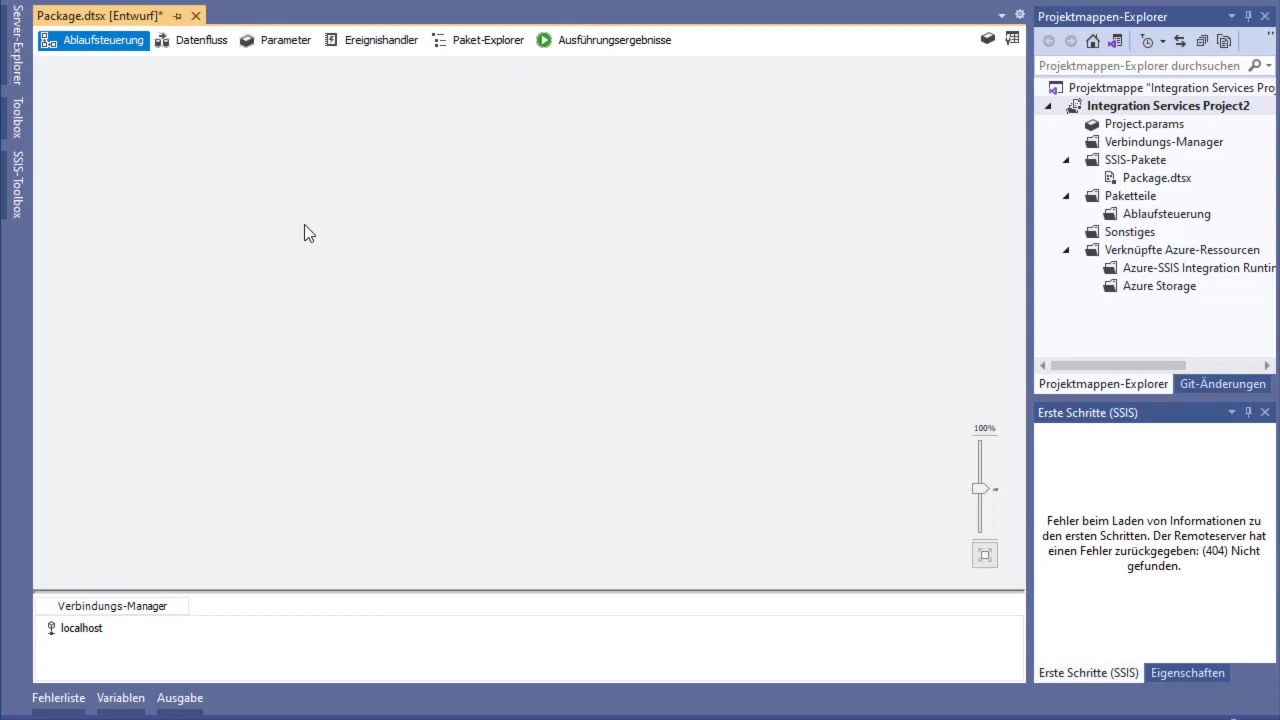 Server-Explorer
Toolbox
SSIS-Toolbox
Package.dtsx [Entwurf]*
Ablaufsteuerung
Datenfluss
Parameter
Ereignishandler
Paket-Explorer
Ausführungsergebnisse
100%
Verbindungs-Manager
localhost
Fehlerliste
Variablen
Ausgabe
Projektmappen-Explorer
Projektmappen-Explorer durchsuchen
Projektmappe "Integration Services Proj
Integration Services Project2
Project.params
Verbindungs-Manager
SSIS-Pakete
Package.dtsx
Paketteile
Ablaufsteuerung
Sonstiges
Verknüpfte Azure-Ressourcen
Azure-SSIS Integration Runtin
Azure Storage
Projektmappen-Explorer
Git-Änderungen
Erste Schritte (SSIS)
Fehler beim Laden von Informationen zu
den ersten Schritten. Der Remoteserver hat
einen Fehler zurückgegeben: (404) Nicht
gefunden.
Erste Schritte (SSIS)
Eigenschaften